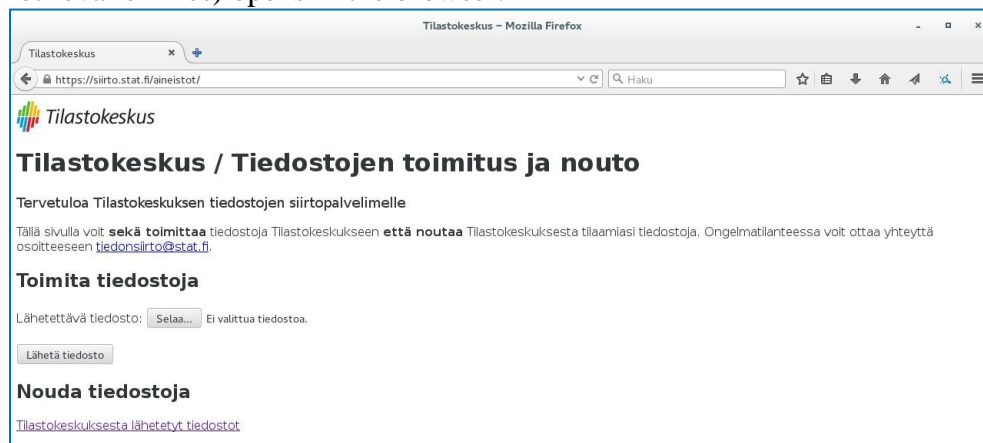 Tilastokeskus – Mozilla Firefox
Tilastokeskus
https://siirto.stat.fi/aineistot/
Haku
Tilastokeskus
Tilastokeskus / Tiedostojen toimitus ja nouto
Tervetuloa Tilastokeskuksen tiedostojen siirtopalvelimelle
Tällä sivulla voit sekä toimittaa tiedostoja Tilastokeskukseen että noutaa Tilastokeskuksesta tilaamiasi tiedostoja. Ongelmatilanteessa voit ottaa yhteyttä
osoitteeseen tiedonsiirto@stat.fi.
Toimita tiedostoja
Lähetettävä tiedosto: Selaa... Ei valittua tiedostoa.
Lähetä tiedosto
Nouda tiedostoja
Tilastokeskuksesta lähetetyt tiedostot